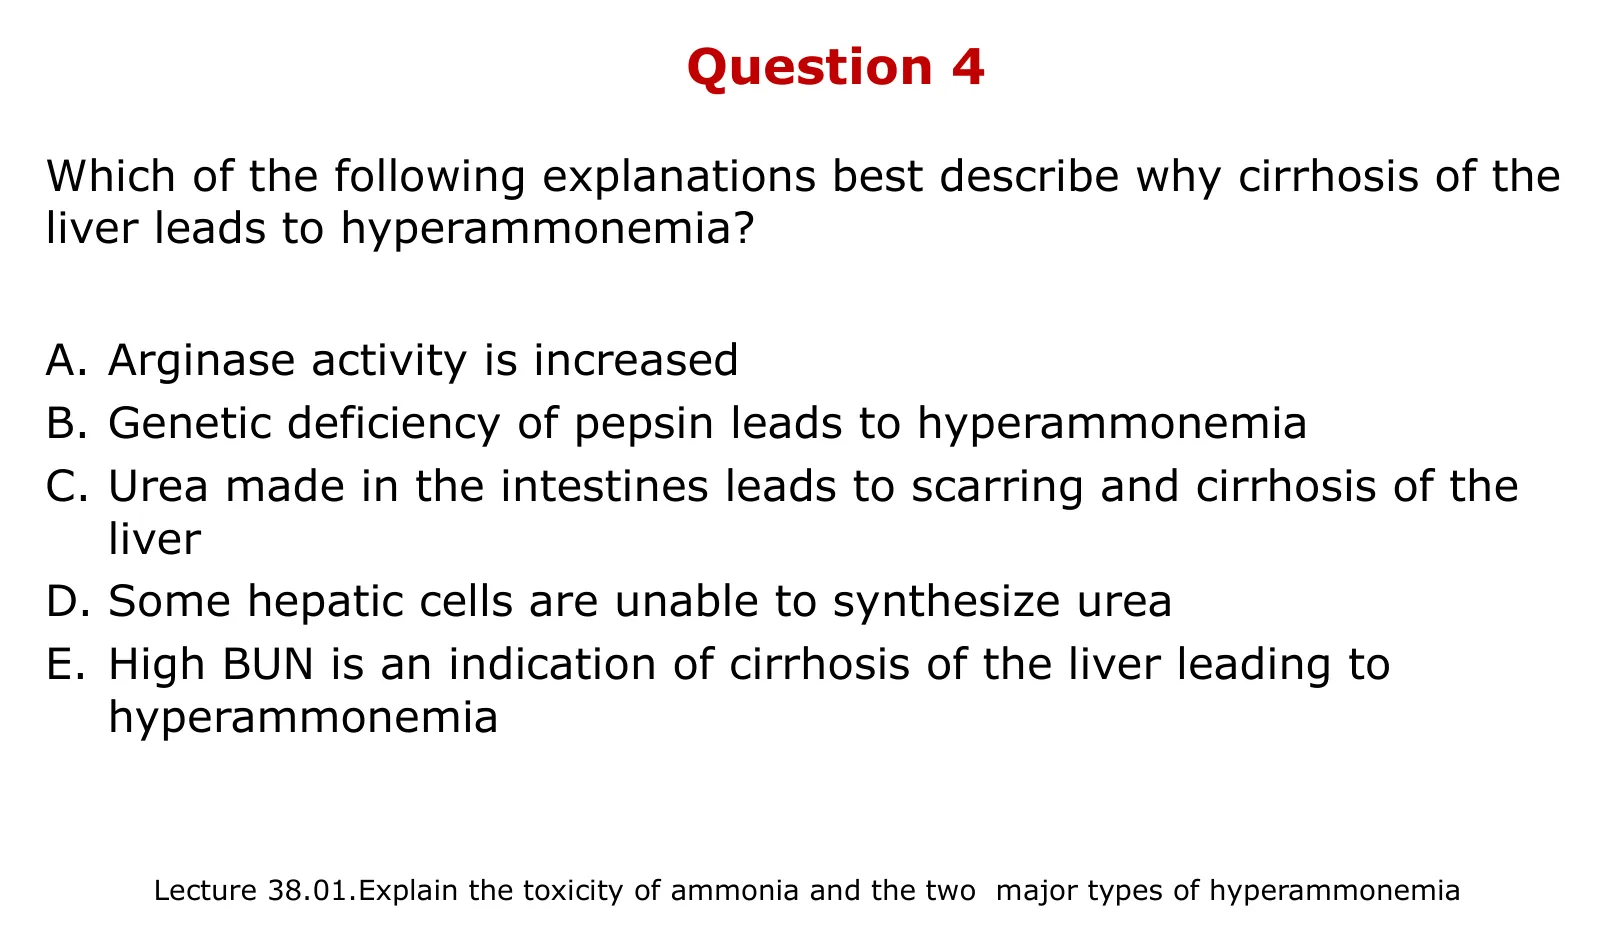 Question 4
Which of the following explanations best describe why cirrhosis of the
liver leads to hyperammonemia?
A. Arginase activity is increased
B. Genetic deficiency of pepsin leads to hyperammonemia
C. Urea made in the intestines leads to scarring and cirrhosis of the
liver
D. Some hepatic cells are unable to synthesize urea
E. High BUN is an indication of cirrhosis of the liver leading to
hyperammonemia
Lecture 38.01.Explain the toxicity of ammonia and the two  major types of hyperammonemia